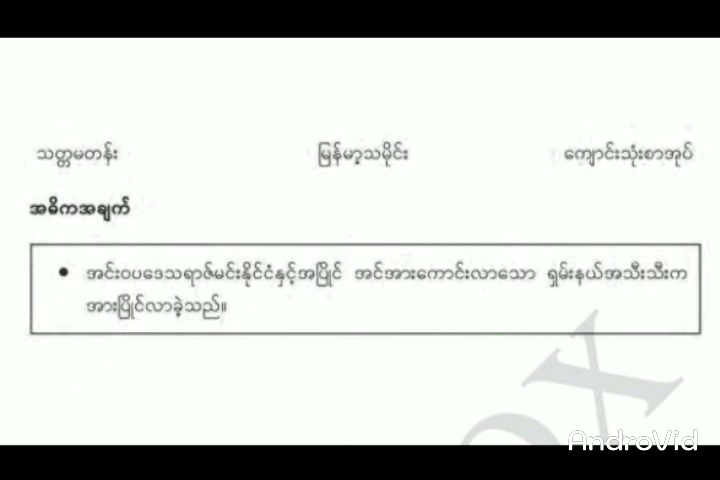 သတ္တမတန်း မြန်မာ့သမိုင်း ကျောင်းသုံးစာအုပ်
အဓိကအချက်
● အင်းဝပဒေသရာဇ်မင်းနိုင်ငံနှင့်အပြိုင် အင်အားကောင်းလာသော ရှမ်းနယ်အသီးသီးက
အားပြိုင်လာခဲ့သည်။
AndroVid